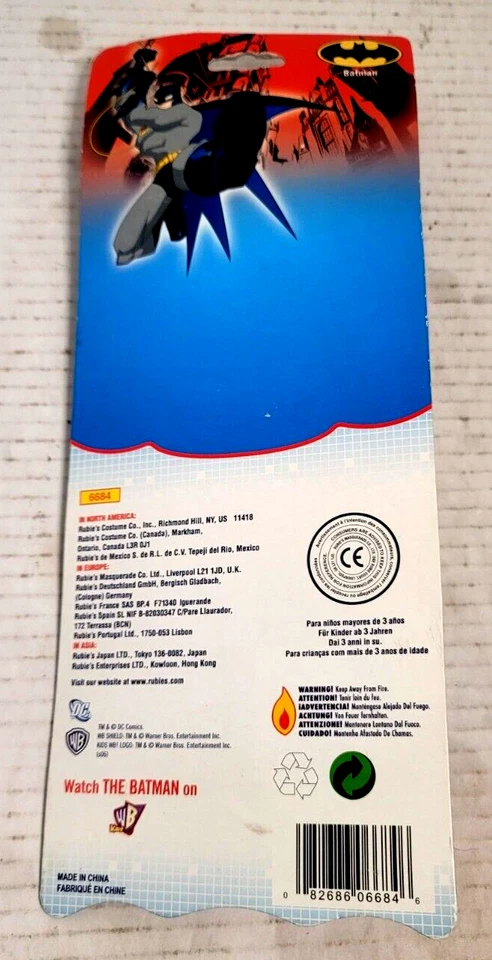 Batman
6684
IN NORTH AMERICA:
Rubie's Costume Co., Inc., Richmond Hill, NY, US 11418
Rubie's Costume Co. (Canada), Markham,
Ontario, Canada L3R 0J1
Rubie's de Mexico S. de R.L. de C.V. Tepeji del Rio, Mexico
IN EUROPE:
Rubie's Masquerade Co. Ltd., Liverpool L21 1JD, U.K.
Rubie's Deutschland GmbH, Bergisch Gladbach,
(Cologne) Germany
Rubie's France SAS BP.4 F71340 Iguerande
Rubie's Spain SL NIF B-82030347 C/Pare Llaurador,
172 Terrassa (BCN)
Rubie's Portugal Ltd., 1750-053 Lisbon
IN ASIA:
Rubie's Japan LTD., Tokyo 136-0082, Japan
Rubie's Enterprises LTD., Kowloon, Hong Kong
Visit our website at www.rubies.com
CE
Para niños mayores de 3 años
Für Kinder ab 3 Jahren
Dai 3 anni in su.
Para crianças com mais de 3 anos de idade
WARNING! Keep Away From Fire.
ATTENTION! Tenir loin du feu.
¡ADVERTENCIA! Manténgase Alejado Del Fuego.
ACHTUNG! Von Feuer fernhalten.
ATTENZIONE! Mantenere Lontano Dal Fuoco.
CUIDADO! Mantenha Afastado De Chamas.
DC
TM & © DC Comics.
WB SHIELD: TM & © Warner Bros. Entertainment Inc.
KIDS WB! LOGO: TM & © Warner Bros. Entertainment Inc.
(s06)
WB
Watch THE BATMAN on
Kids WB
MADE IN CHINA
FABRIQUÉ EN CHINE
0 82686 06684 6